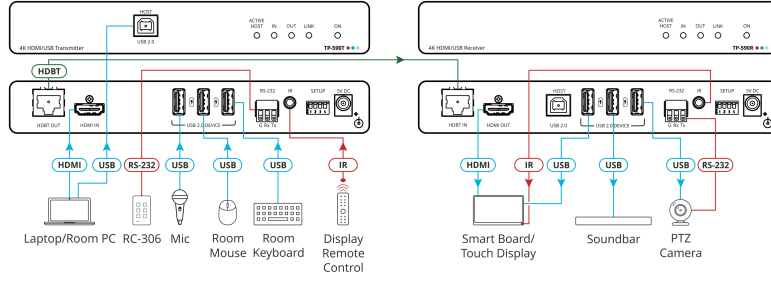 HOST
USB 2.0
ACTIVE
HOST IN OUT LINK ON
4K HDMI/USB Transmitter
TP-590T
ACTIVE
HOST IN OUT LINK ON
4K HDMI/USB Receiver
TP-590R
HDBT
HDBT OUT
HDMI IN
USB 2.0 DEVICE
RS-232
G Rx Tx
IR
SETUP
5V DC
HDBT IN
HDMI OUT
HOST
USB 2.0
USB 2.0 DEVICE
RS-232
G Rx Tx
IR
SETUP
5V DC
HDMI
USB
RS-232
USB
USB
USB
IR
HDMI
IR
USB
USB
USB
RS-232
Laptop/Room PC
RC-306
Mic
Room
Mouse
Room
Keyboard
Display
Remote
Control
Smart Board/
Touch Display
Soundbar
PTZ
Camera